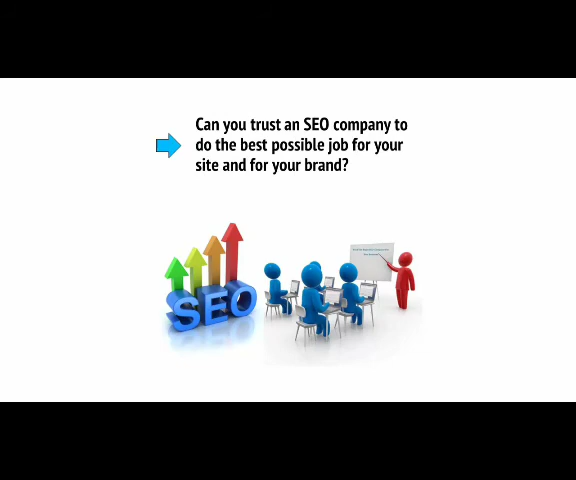 Can you trust an SEO company to
do the best possible job for your
site and for your brand?
SEO